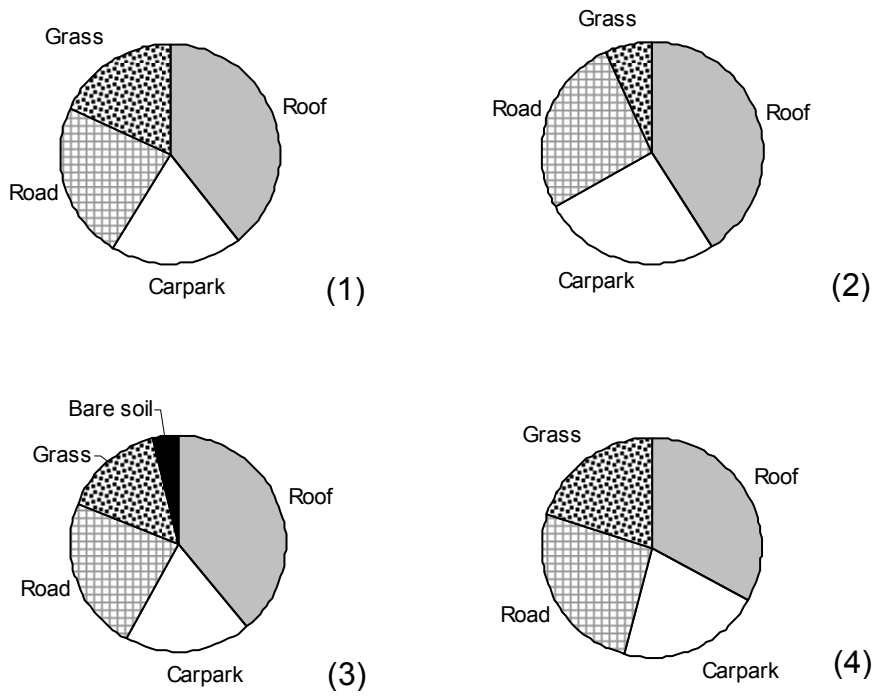 Grass
Roof
Road
Carpark
(1)
Grass
Road
Roof
Carpark
(2)
Bare soil
Grass
Roof
Road
Carpark
(3)
Grass
Roof
Road
Carpark
(4)